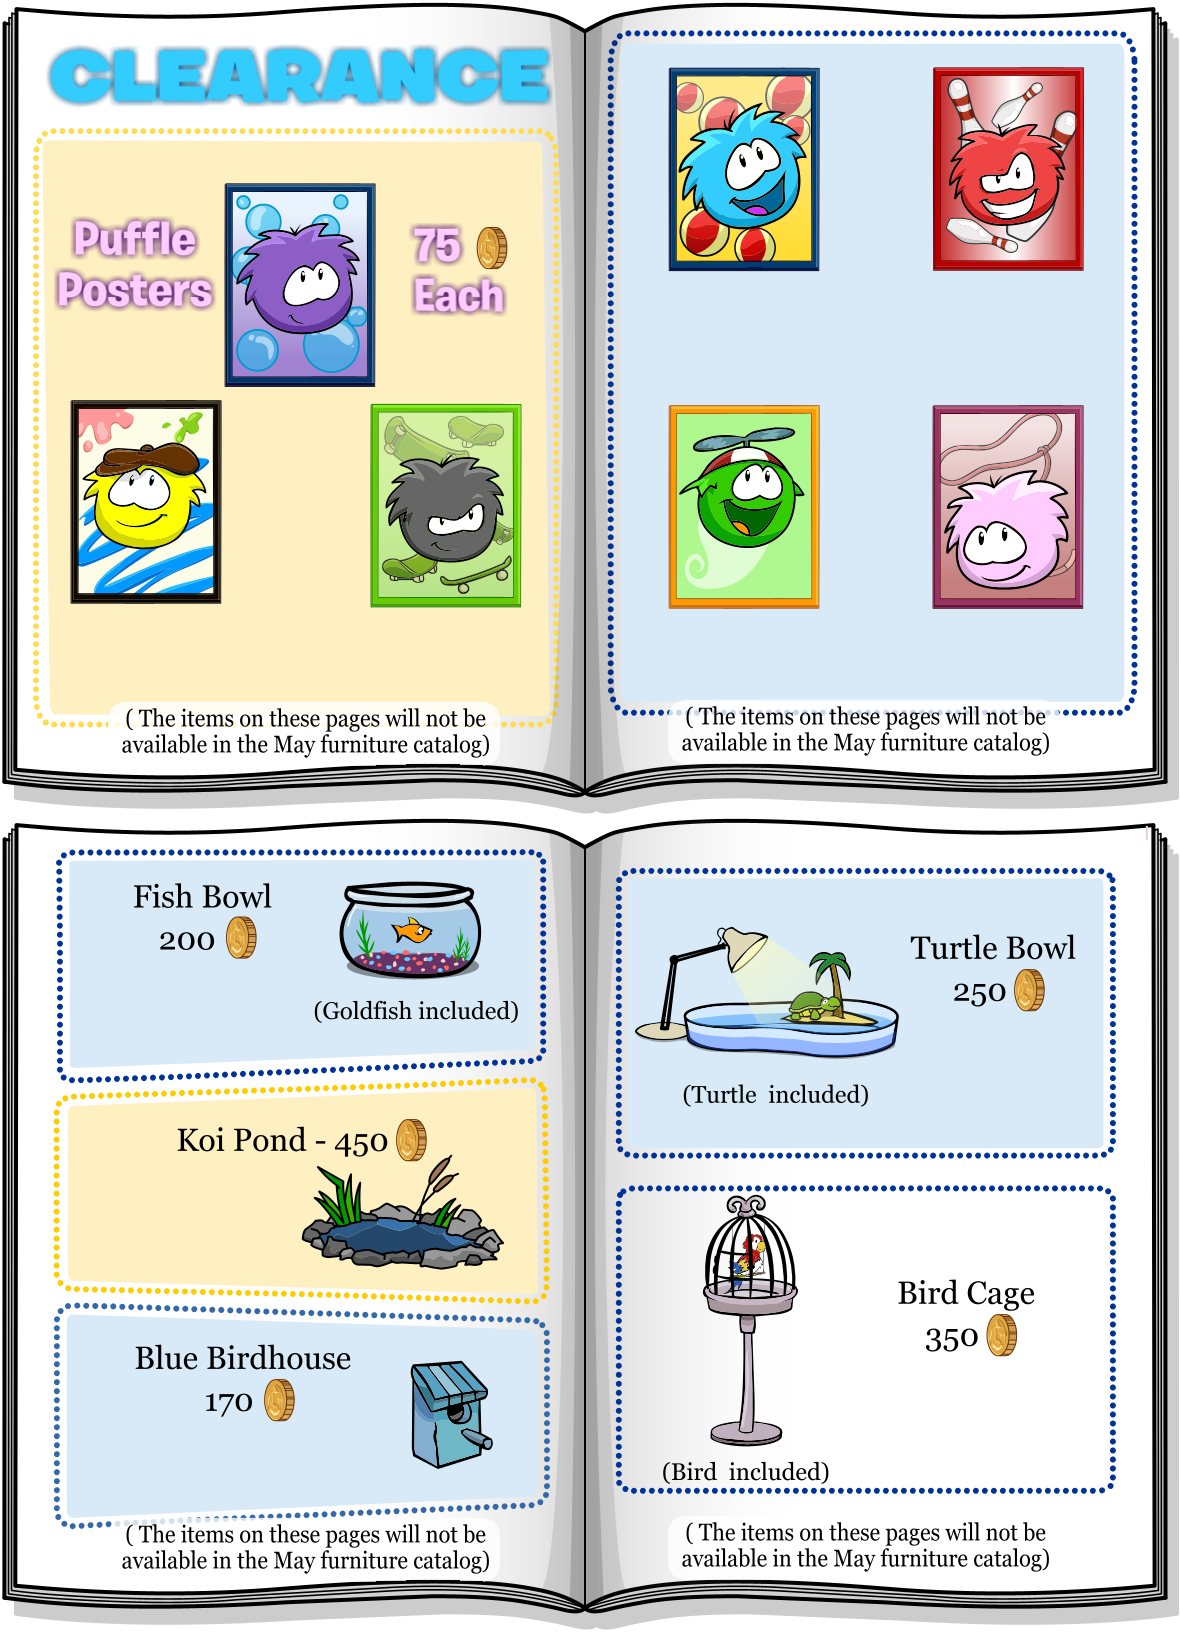 CLEARANCE
Puffle
Posters
75
Each
( The items on these pages will not be
available in the May furniture catalog)
( The items on these pages will not be
available in the May furniture catalog)
Fish Bowl
200
(Goldfish included)
Koi Pond - 450
Blue Birdhouse
170
( The items on these pages will not be
available in the May furniture catalog)
Turtle Bowl
250
(Turtle included)
Bird Cage
350
(Bird included)
( The items on these pages will not be
available in the May furniture catalog)